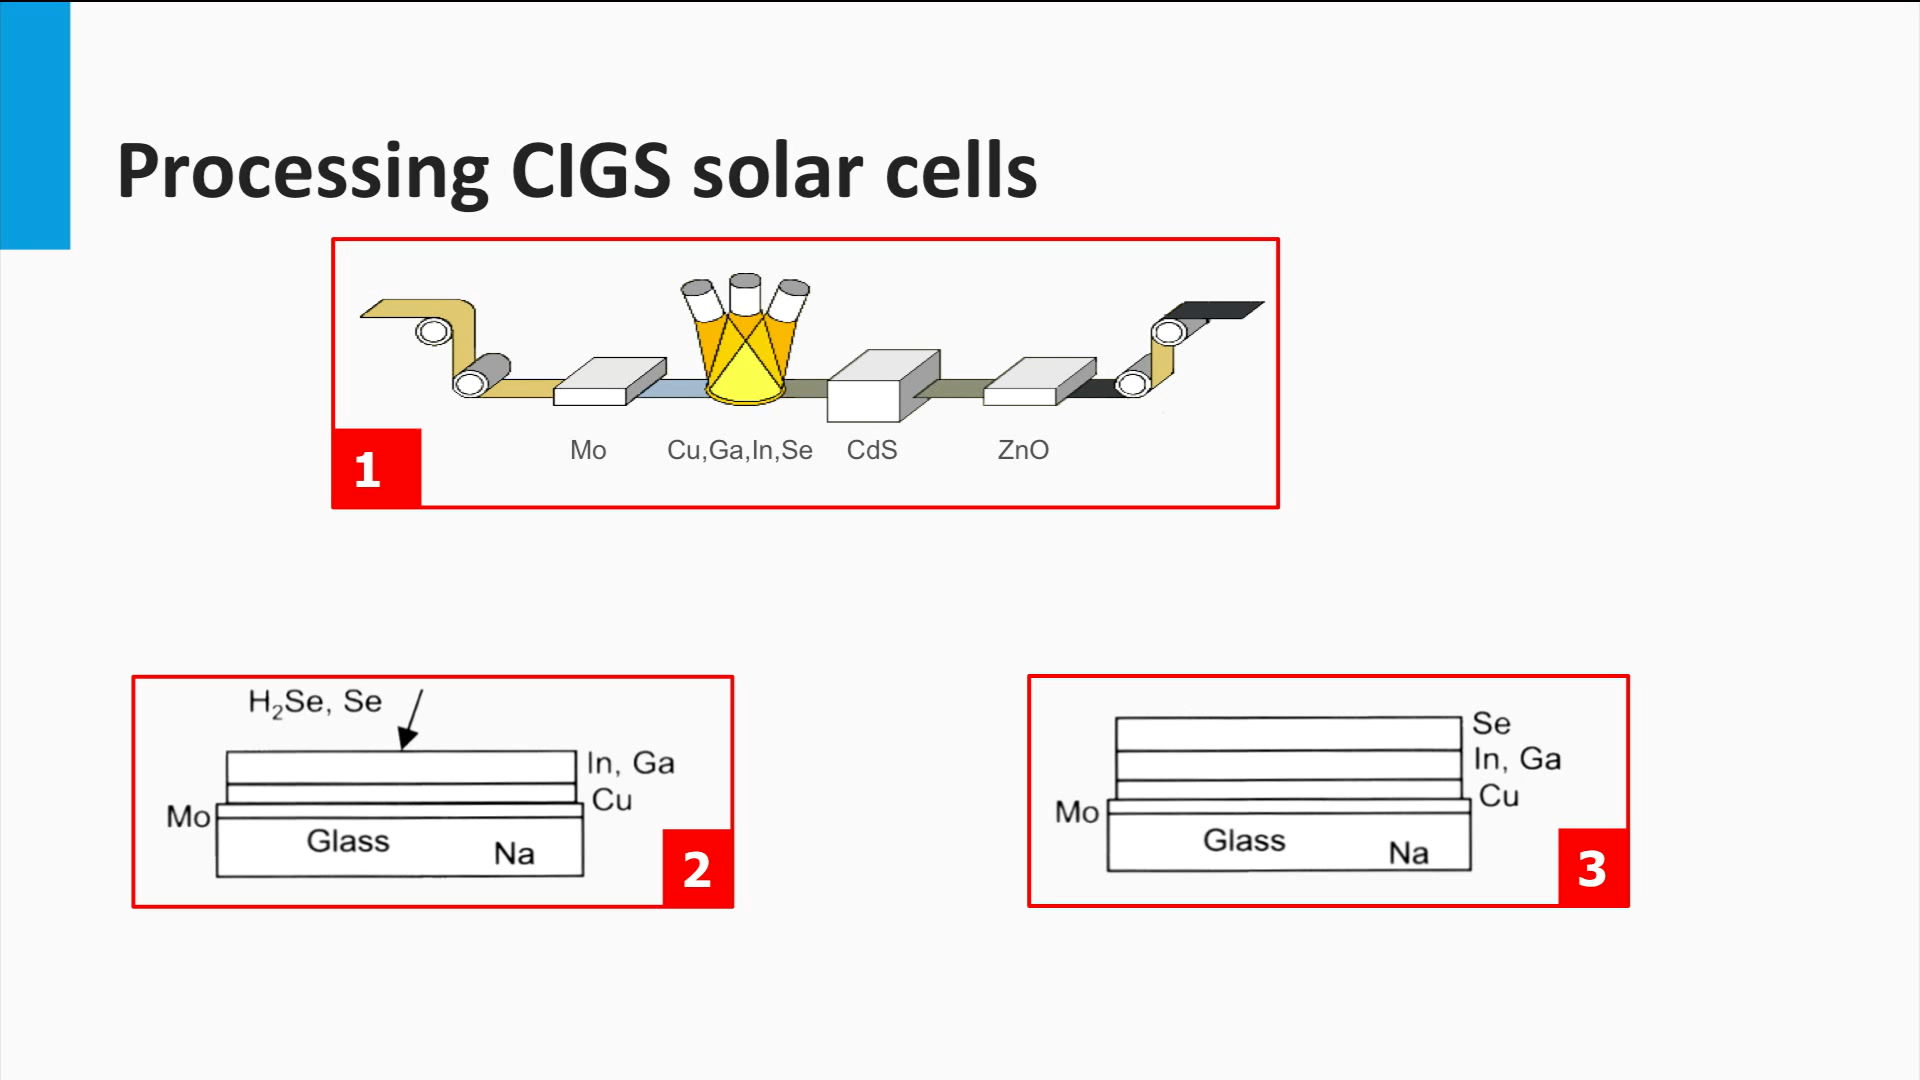 Processing CIGS solar cells
Mo Cu,Ga,In,Se CdS ZnO
1
H₂Se, Se
In, Ga
Cu
Mo
Glass Na
2
Se
In, Ga
Cu
Mo
Glass Na
3